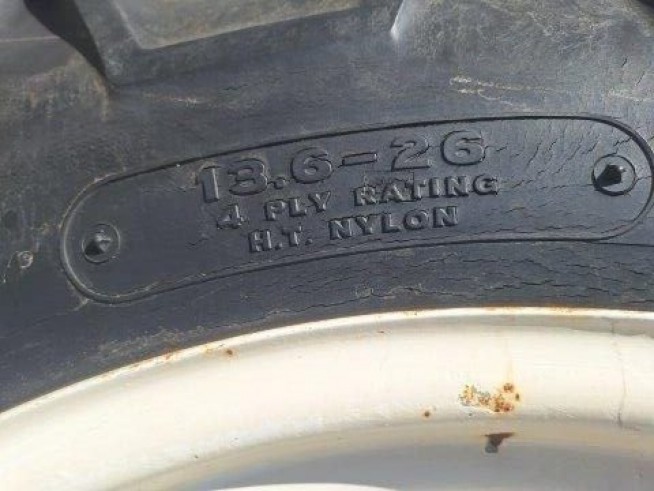 13.6-26
4 PLY RATING
H.T. NYLON